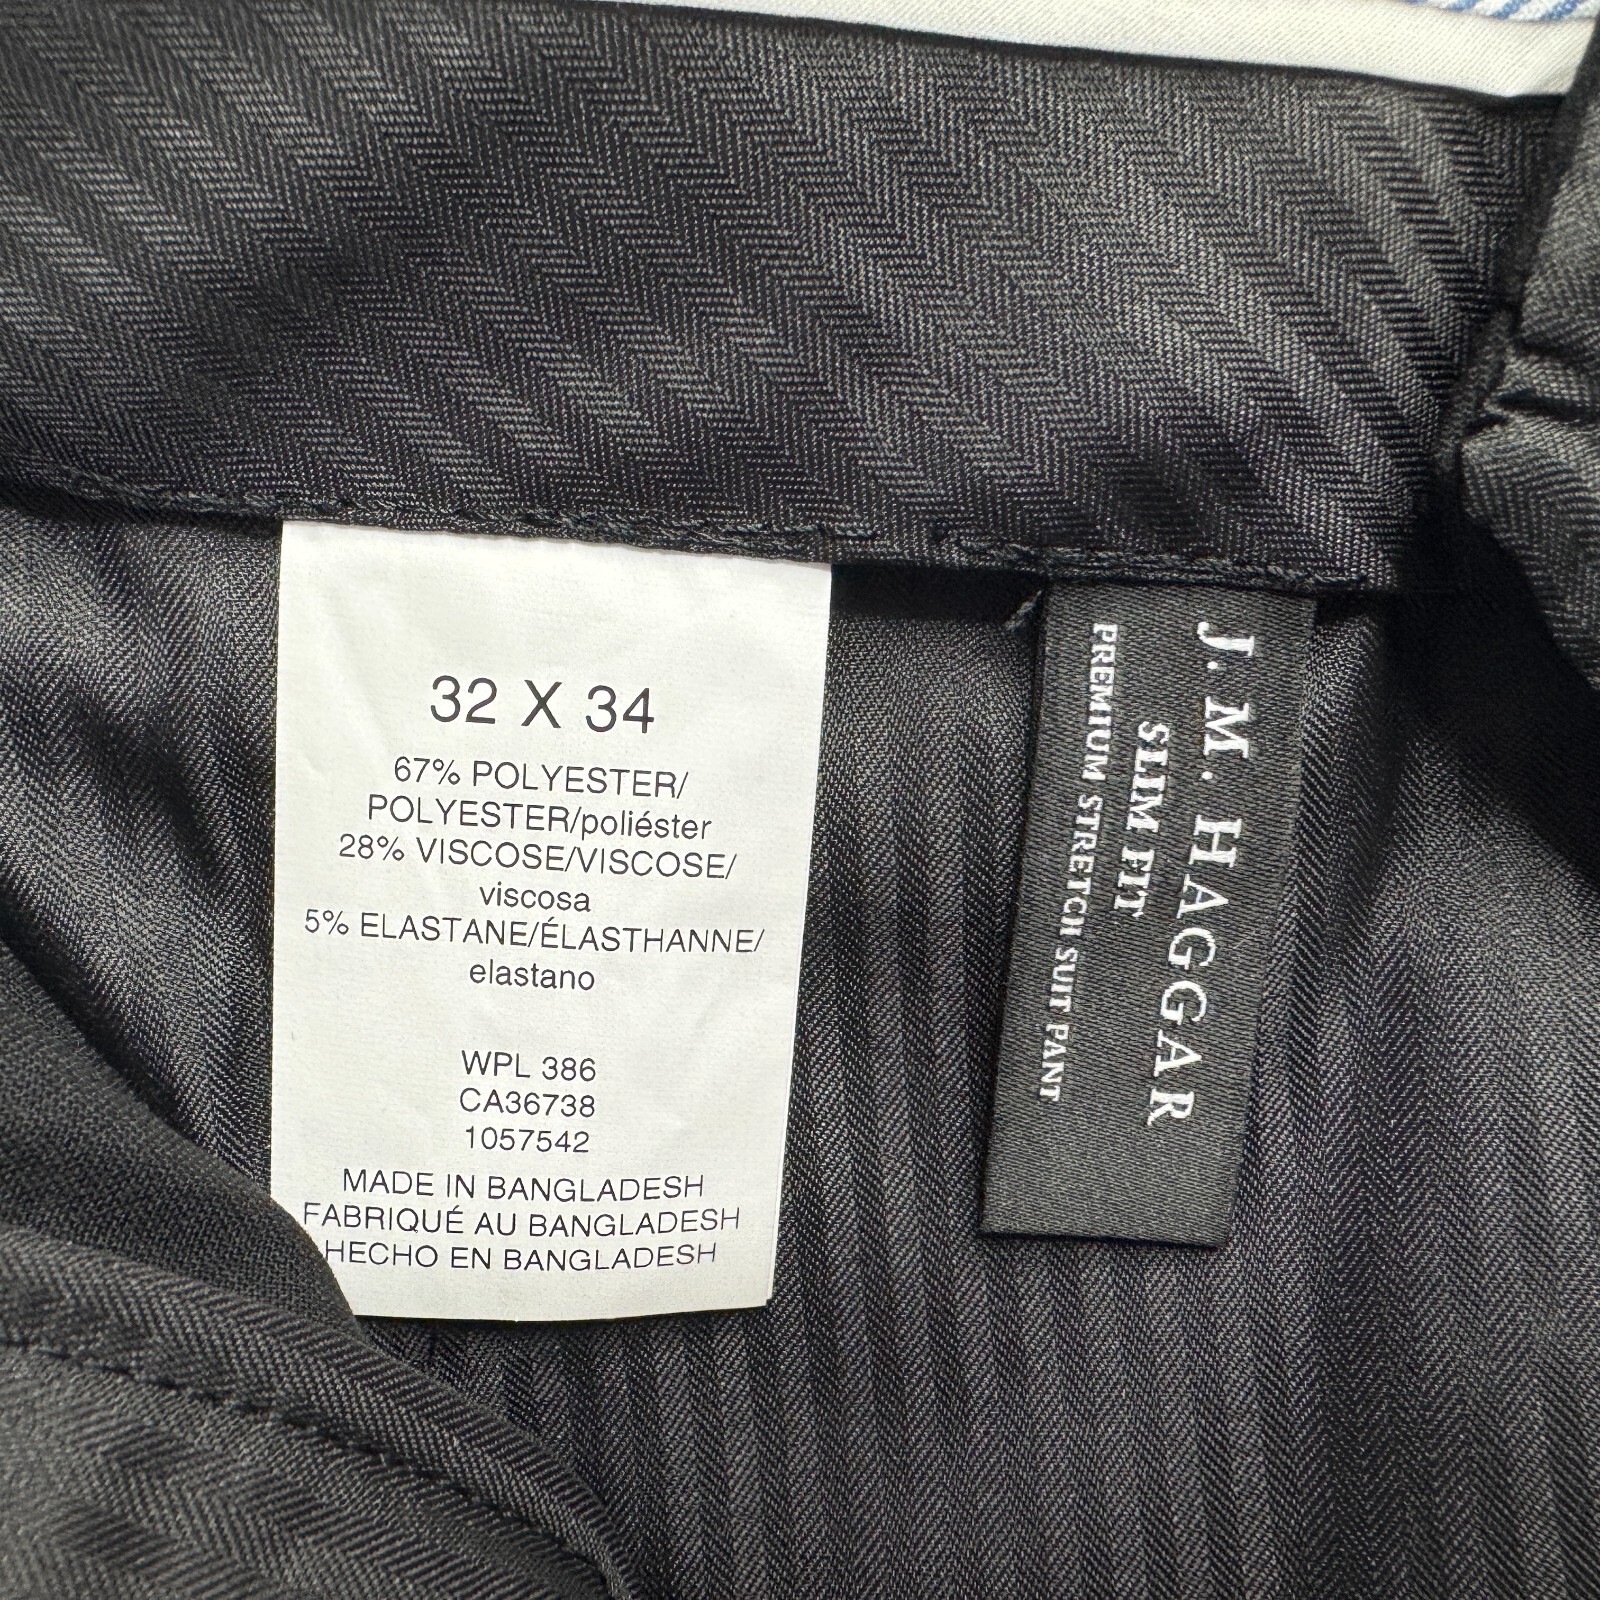 32 X 34
67% POLYESTER/
POLYESTER/poliéster
28% VISCOSE/VISCOSE/
viscosa
5% ELASTANE/ÉLASTHANNE/
elastano
WPL 386
CA36738
1057542
MADE IN BANGLADESH
FABRIQUÉ AU BANGLADESH
HECHO EN BANGLADESH
J. M. HAGGAR
SLIM FIT
PREMIUM STRETCH SUIT PANT